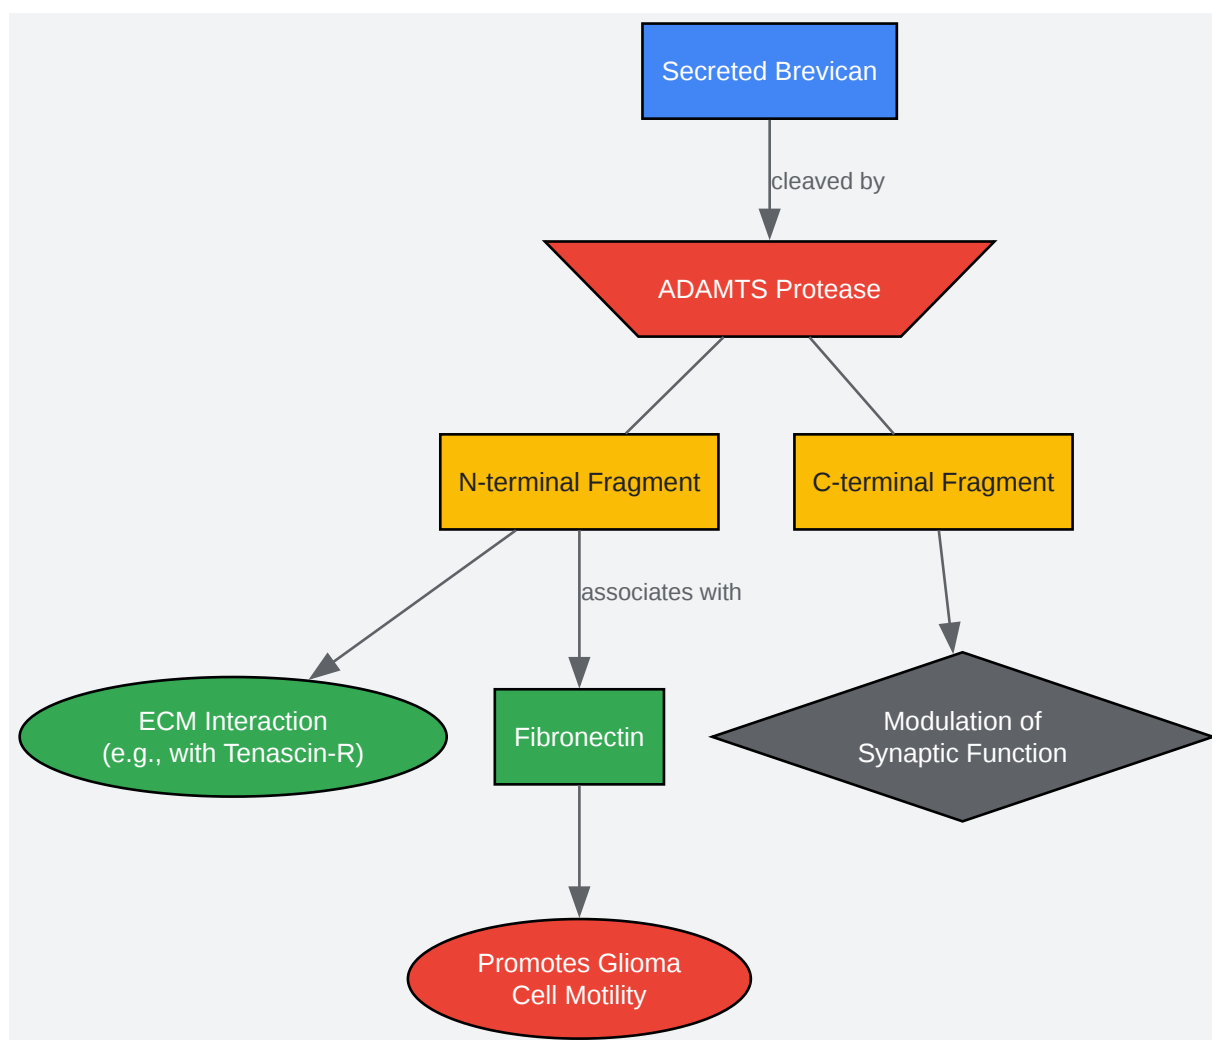 Secreted Brevican
cleaved by
ADAMTS Protease
N-terminal Fragment
C-terminal Fragment
associates with
ECM Interaction
(e.g., with Tenascin-R)
Fibronectin
Modulation of
Synaptic Function
Promotes Glioma
Cell Motility